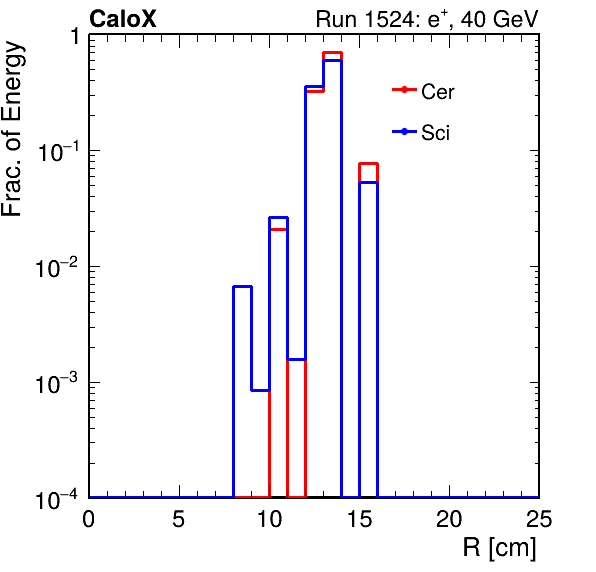 CaloX Run 1524: e⁺, 40 GeV
Frac. of Energy
1
10⁻¹
10⁻²
10⁻³
10⁻⁴
Cer
Sci
0 5 10 15 20 25
R [cm]